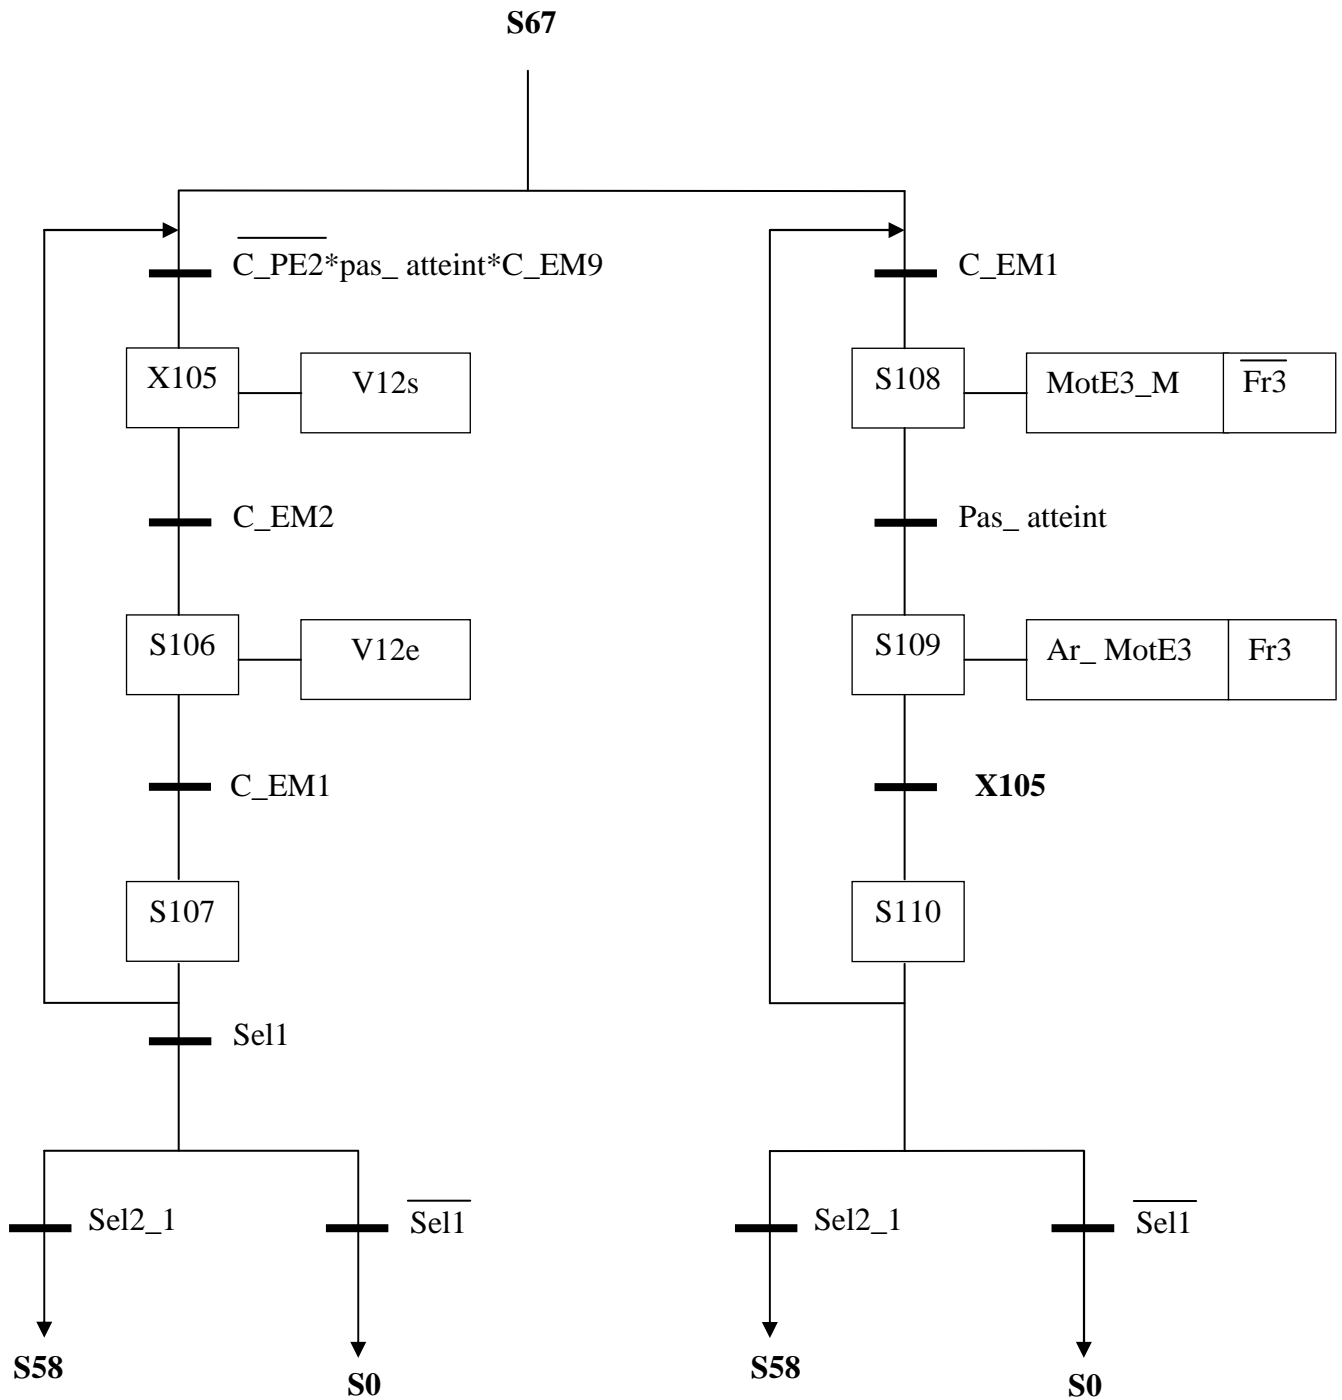 S67
C_PE2*pas_ atteint*C_EM9
C_EM1
X105
V12s
S108
MotE3_M
Fr3
C_EM2
Pas_ atteint
S106
V12e
S109
Ar_ MotE3
Fr3
C_EM1
X105
S107
S110
Sel1
Sel2_1
Sel1
Sel2_1
Sel1
S58
S0
S58
S0